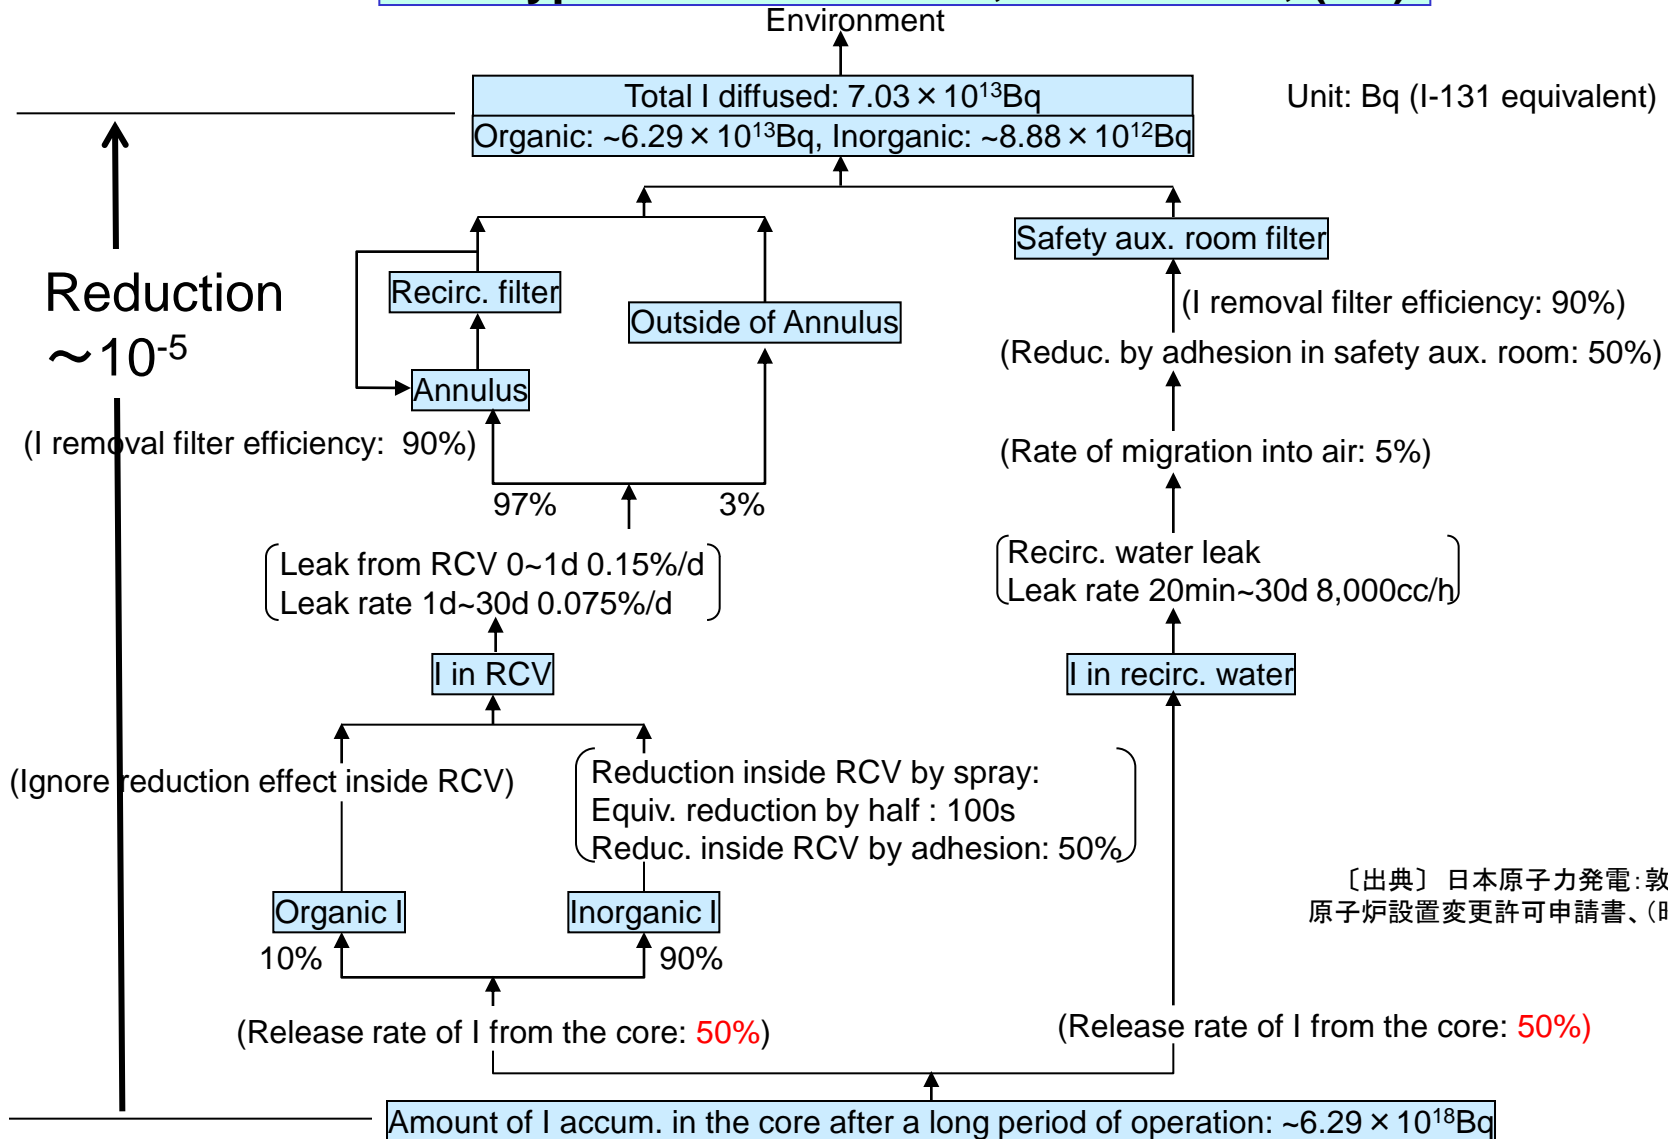 Environment
Total I diffused: 7.03×10¹³Bq
Unit: Bq (I-131 equivalent)
Organic: ~6.29×10¹³Bq, Inorganic: ~8.88×10¹²Bq
Safety aux. room filter
Reduction
～10⁻⁵
Recirc. filter
(I removal filter efficiency: 90%)
Outside of Annulus
(Reduc. by adhesion in safety aux. room: 50%)
Annulus
(I removal filter efficiency: 90%)
(Rate of migration into air: 5%)
97%
3%
Leak from RCV 0~1d 0.15%/d
Leak rate 1d~30d 0.075%/d
Recirc. water leak
Leak rate 20min~30d 8,000cc/h
I in RCV
I in recirc. water
(Ignore reduction effect inside RCV)
Reduction inside RCV by spray:
Equiv. reduction by half : 100s
Reduc. inside RCV by adhesion: 50%
〔出典〕 日本原子力発電：敦
原子炉設置変更許可申請書、（
Organic I
Inorganic I
10%
90%
(Release rate of I from the core: 50%)
(Release rate of I from the core: 50%)
Amount of I accum. in the core after a long period of operation: ~6.29×10¹⁸Bq